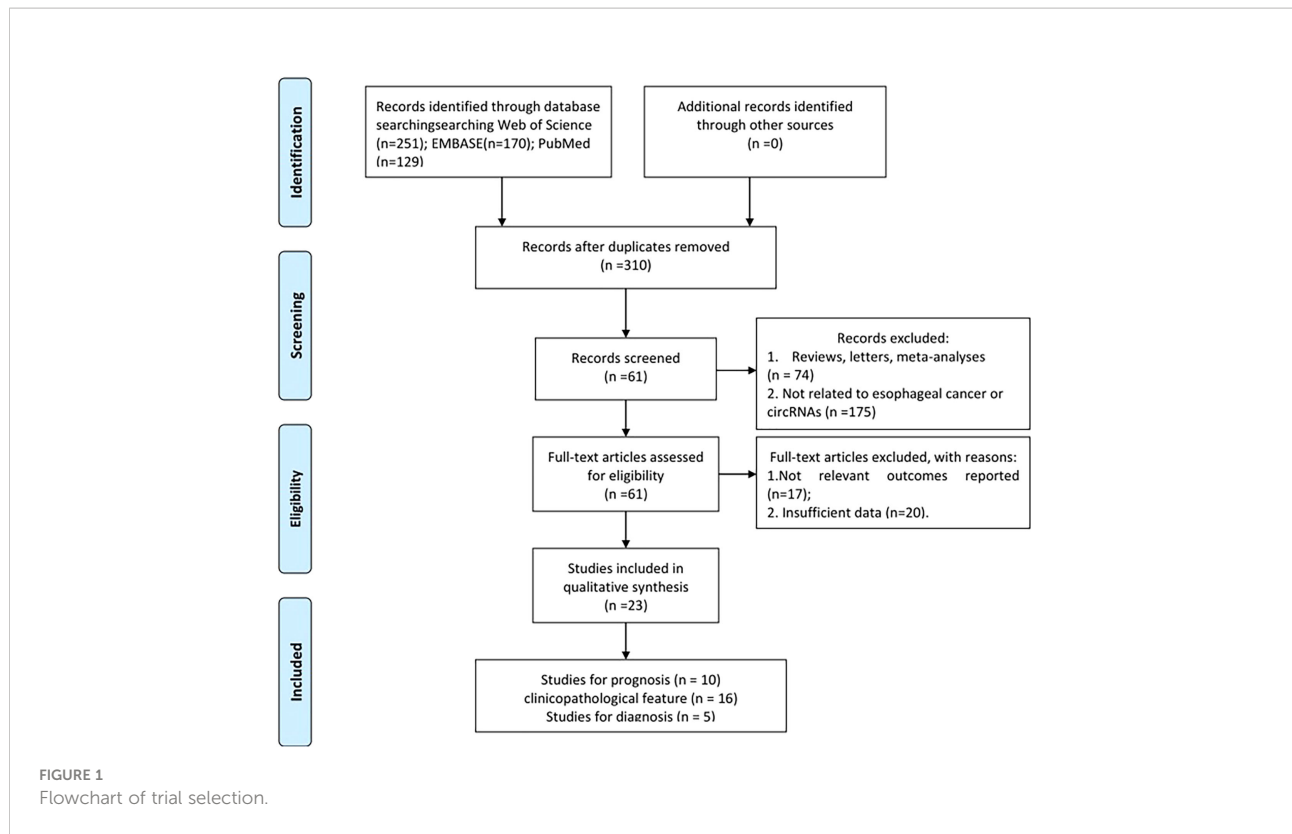 Identification
Records identified through database
searchingsearching Web of Science
(n=251); EMBASE(n=170); PubMed
(n=129)
Additional records identified
through other sources
(n =0)
Records after duplicates removed
(n =310)
Screening
Records screened
(n =61)
Records excluded:
1. Reviews, letters, meta-analyses
(n = 74)
2. Not related to esophageal cancer or
circRNAs (n =175)
Eligibility
Full-text articles assessed
for eligibility
(n =61)
Full-text articles excluded, with reasons:
1.Not relevant outcomes reported
(n=17);
2. Insufficient data (n=20).
Studies included in
qualitative synthesis
(n =23)
Included
Studies for prognosis (n = 10)
clinicopathological feature (n = 16)
Studies for diagnosis (n = 5)
FIGURE 1
Flowchart of trial selection.